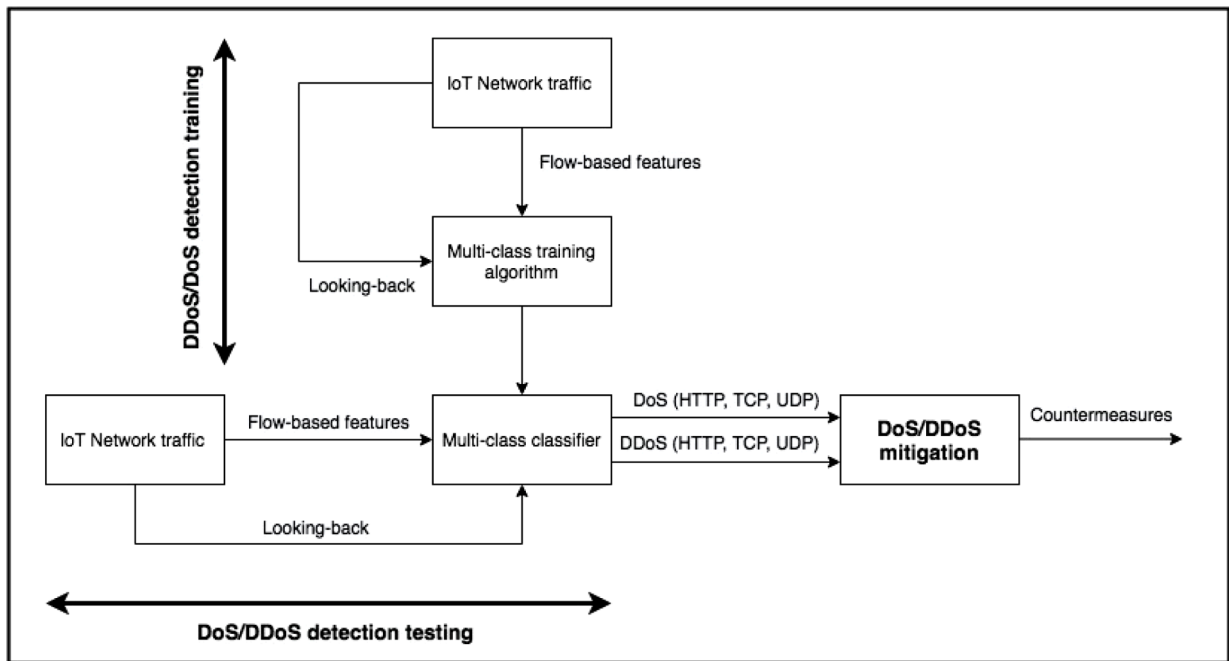 DDoS/DoS detection training
IoT Network traffic
Flow-based features
Multi-class training
algorithm
Looking-back
IoT Network traffic
Flow-based features
Multi-class classifier
Looking-back
DoS (HTTP, TCP, UDP)
DDoS (HTTP, TCP, UDP)
DoS/DDoS
mitigation
Countermeasures
DoS/DDoS detection testing